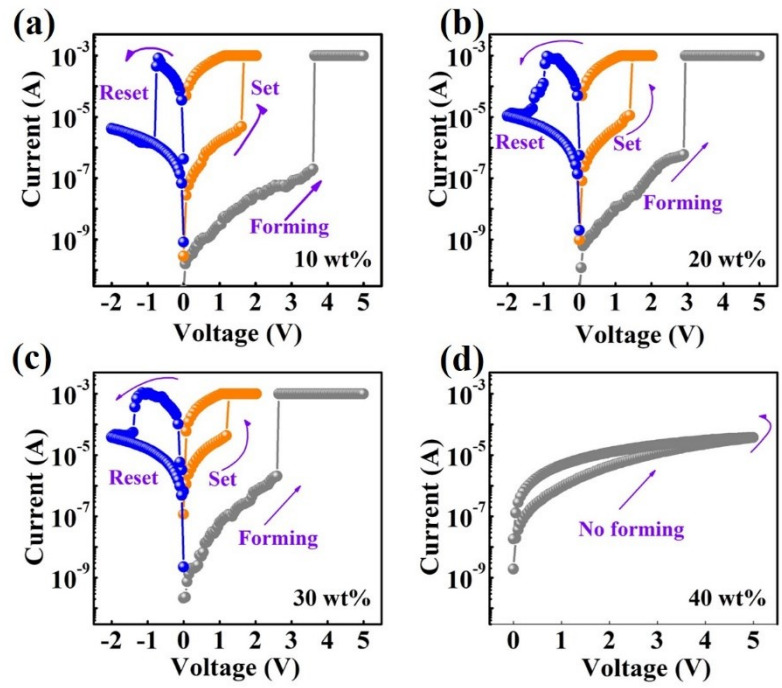 (a)
Current (A)
10⁻³
10⁻⁵
10⁻⁷
10⁻⁹
Reset
Set
Forming
10 wt%
-2 -1 0 1 2 3 4 5
Voltage (V)
(b)
Current (A)
10⁻³
10⁻⁵
10⁻⁷
10⁻⁹
Reset
Set
Forming
20 wt%
-2 -1 0 1 2 3 4 5
Voltage (V)
(c)
Current (A)
10⁻³
10⁻⁵
10⁻⁷
10⁻⁹
Reset
Set
Forming
30 wt%
-2 -1 0 1 2 3 4 5
Voltage (V)
(d)
Current (A)
10⁻³
10⁻⁵
10⁻⁷
10⁻⁹
No forming
40 wt%
0 1 2 3 4 5
Voltage (V)